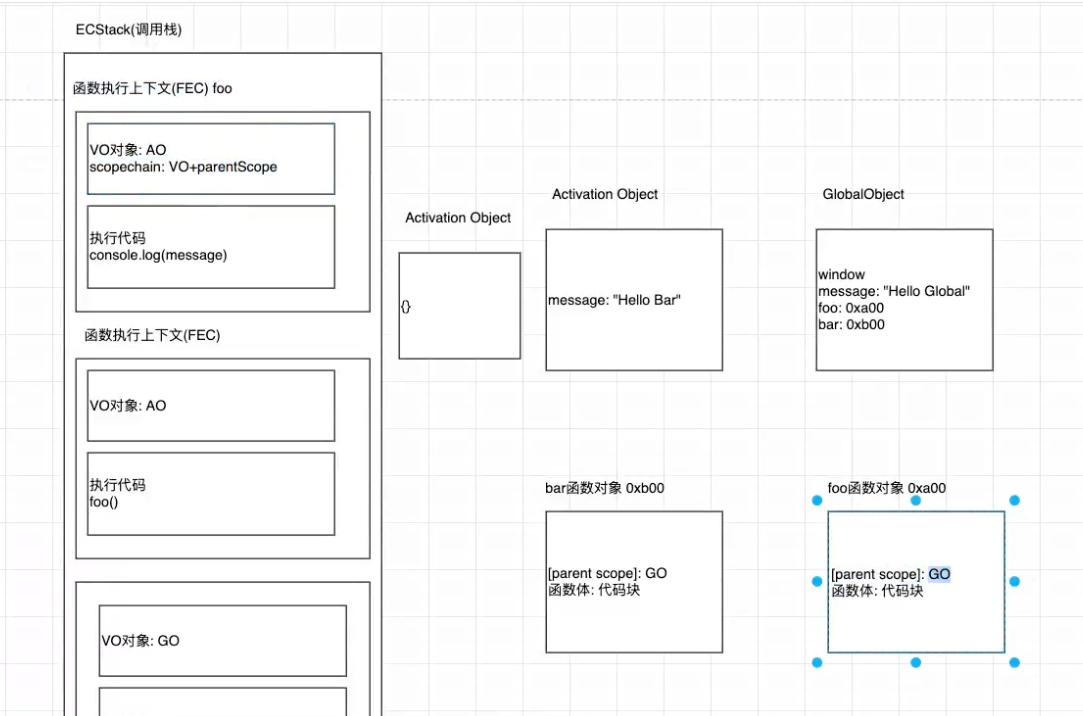 ECStack(调用栈)
函数执行上下文(FEC) foo
VO对象: AO
scopechain: VO+parentScope
执行代码
console.log(message)
函数执行上下文(FEC)
VO对象: AO
执行代码
foo()
VO对象: GO
Activation Object
{}
Activation Object
message: "Hello Bar"
GlobalObject
window
message: "Hello Global"
foo: 0xa00
bar: 0xb00
bar函数对象 0xb00
[parent scope]: GO
函数体: 代码块
foo函数对象 0xa00
[parent scope]: GO
函数体: 代码块